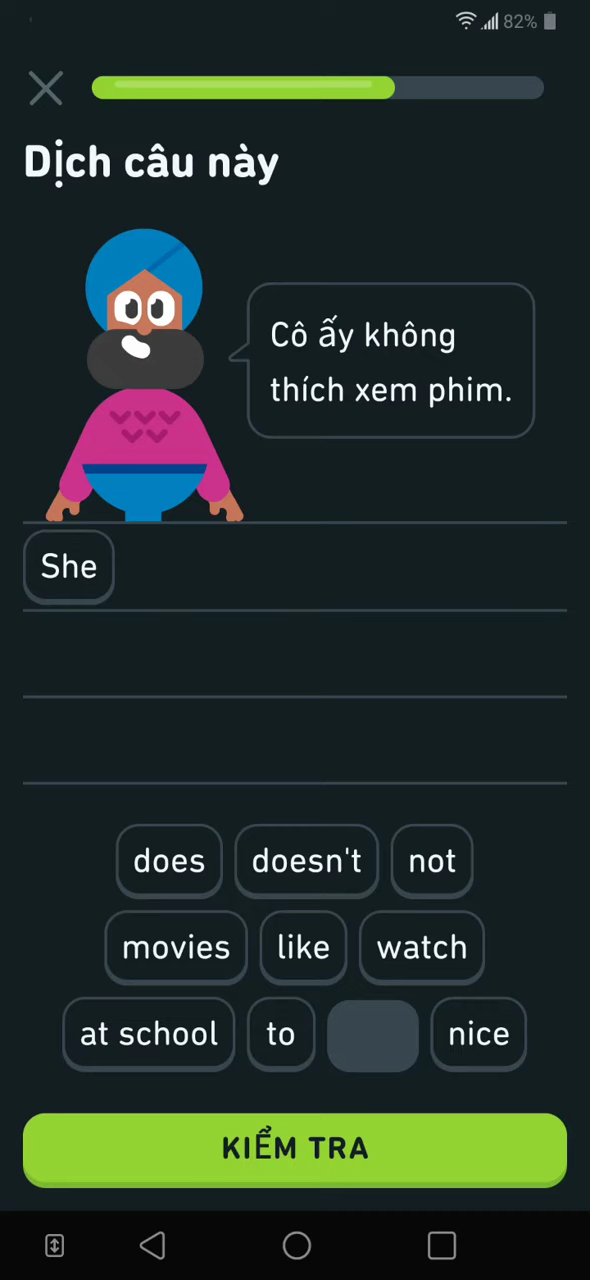 82%
Dịch câu này
Cô ấy không
thích xem phim.
She
does doesn't not
movies like watch
at school to nice
KIỂM TRA